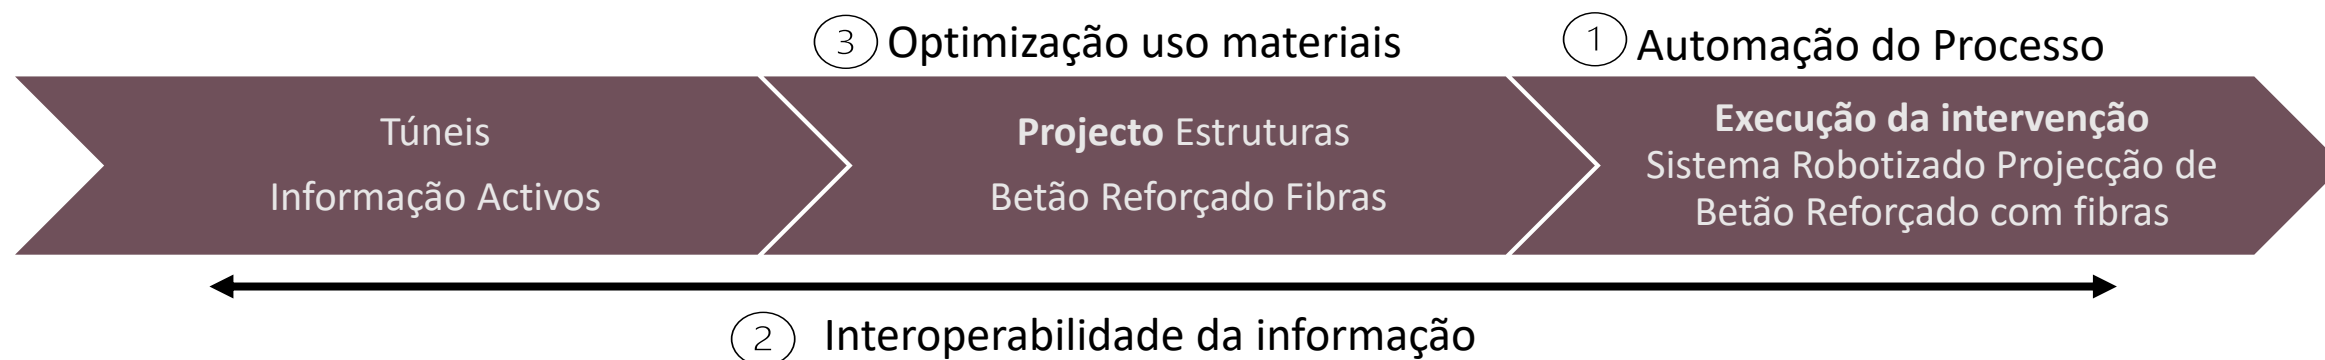 3 Optimização uso materiais
1 Automação do Processo
Túneis
Informação Activos
Projecto Estruturas
Betão Reforçado Fibras
Execução da intervenção
Sistema Robotizado Projecção de
Betão Reforçado com fibras
2 Interoperabilidade da informação